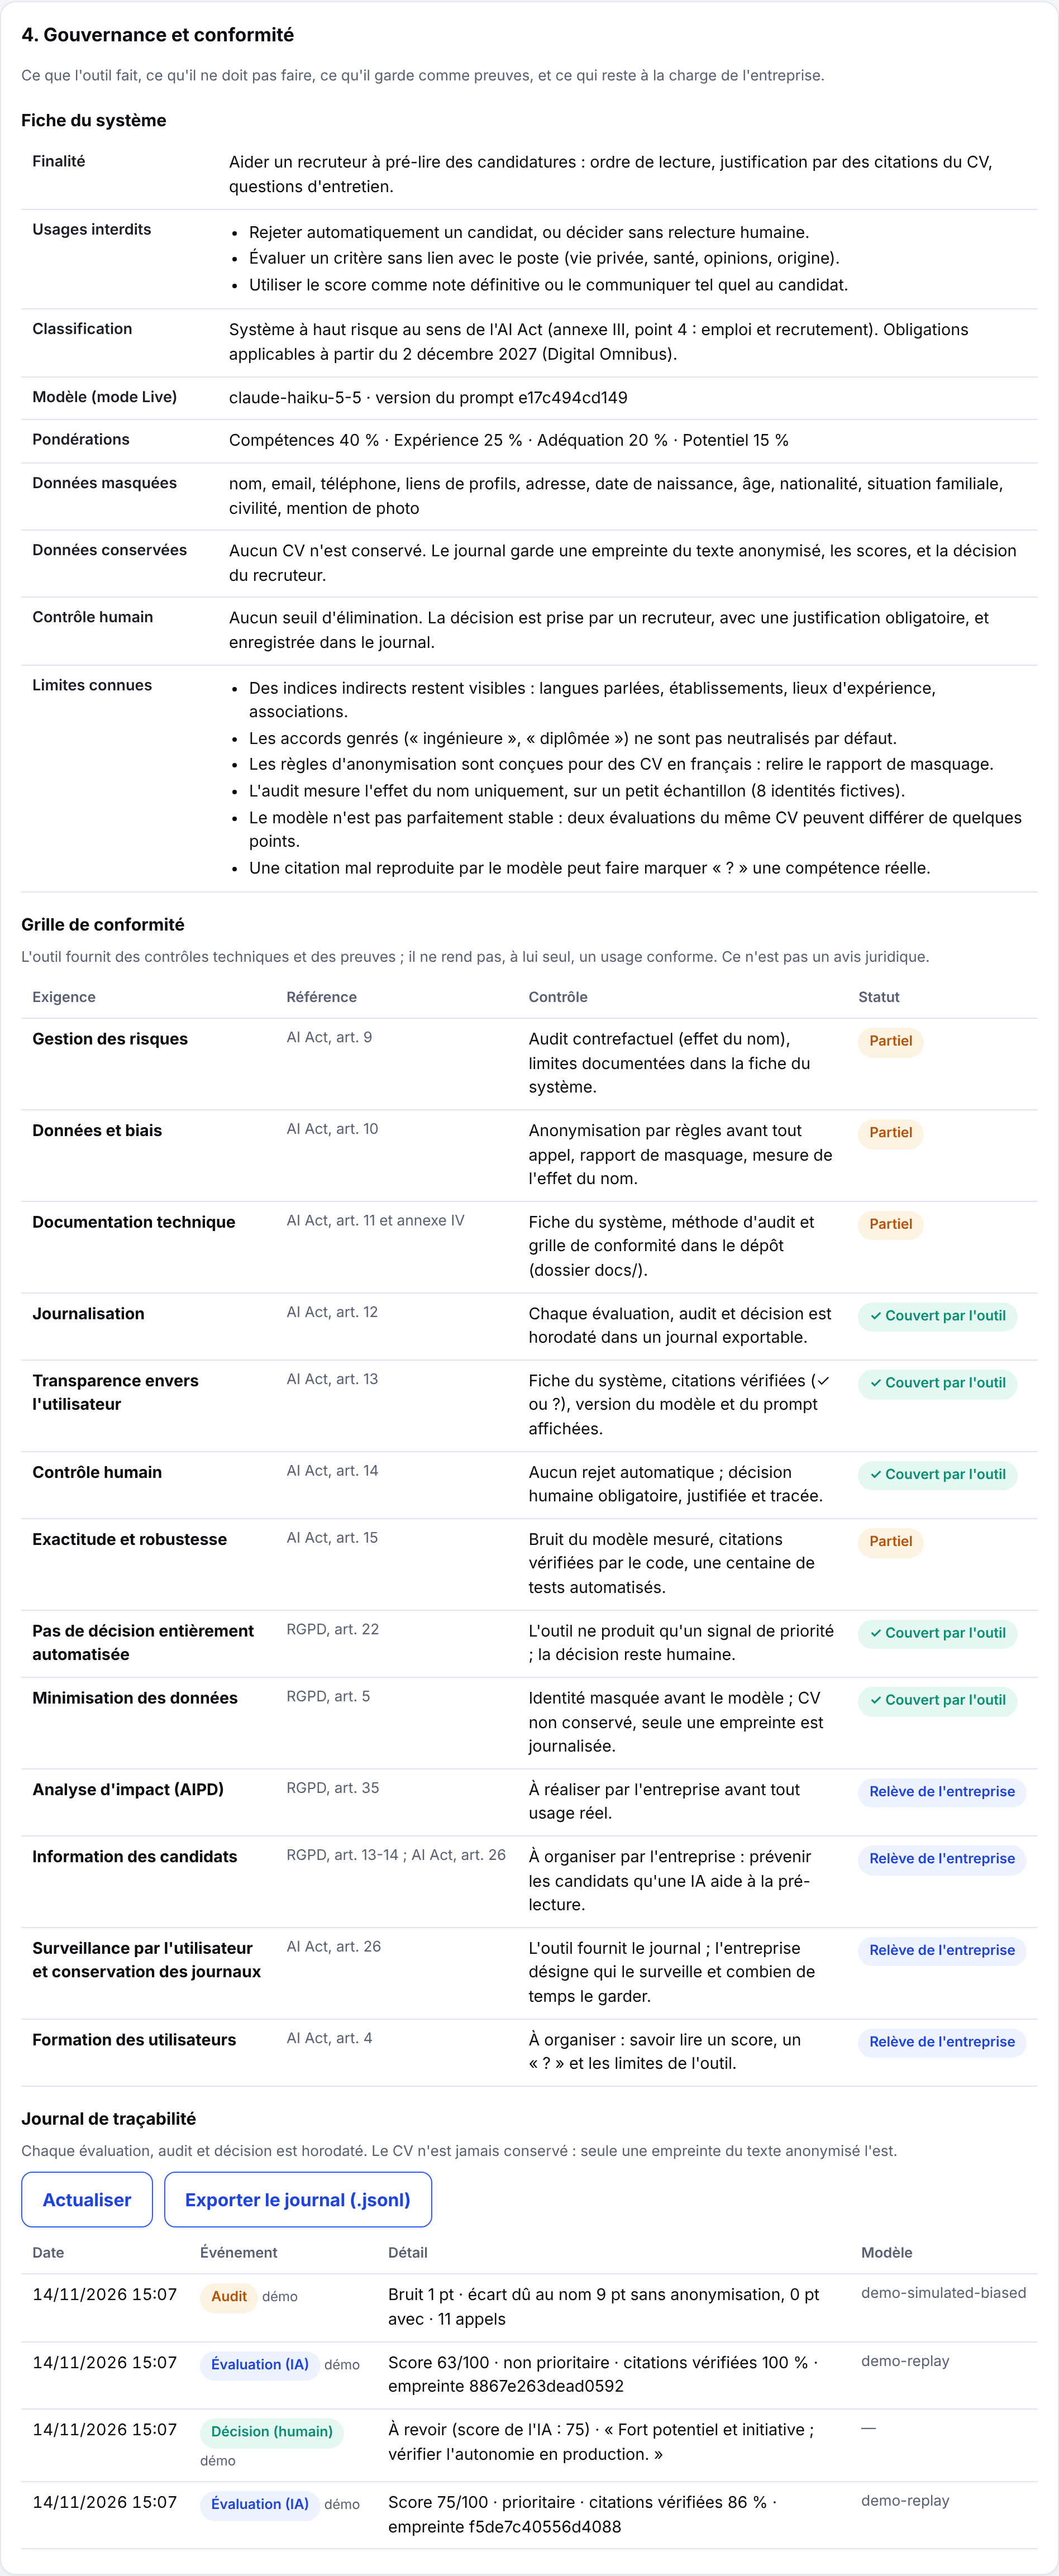 4. Gouvernance et conformité
Ce que l'outil fait, ce qu'il ne doit pas faire, ce qu'il garde comme preuves, et ce qui reste à la charge de l'entreprise.
Fiche du système
Finalité
Aider un recruteur à pré-lire des candidatures : ordre de lecture, justification par des citations du CV,
questions d'entretien.
Usages interdits
• Rejeter automatiquement un candidat, ou décider sans relecture humaine.
• Évaluer un critère sans lien avec le poste (vie privée, santé, opinions, origine).
• Utiliser le score comme note définitive ou le communiquer tel quel au candidat.
Classification
Système à haut risque au sens de l'AI Act (annexe III, point 4 : emploi et recrutement). Obligations
applicables à partir du 2 décembre 2027 (Digital Omnibus).
Modèle (mode Live)
claude-haiku-5-5 · version du prompt e17c494cd149
Pondérations
Compétences 40 % · Expérience 25 % · Adéquation 20 % · Potentiel 15 %
Données masquées
nom, email, téléphone, liens de profils, adresse, date de naissance, âge, nationalité, situation familiale,
civilité, mention de photo
Données conservées
Aucun CV n'est conservé. Le journal garde une empreinte du texte anonymisé, les scores, et la décision
du recruteur.
Contrôle humain
Aucun seuil d'élimination. La décision est prise par un recruteur, avec une justification obligatoire, et
enregistrée dans le journal.
Limites connues
• Des indices indirects restent visibles : langues parlées, établissements, lieux d'expérience,
associations.
• Les accords genrés (« ingénieure », « diplômée ») ne sont pas neutralisés par défaut.
• Les règles d'anonymisation sont conçues pour des CV en français : relire le rapport de masquage.
• L'audit mesure l'effet du nom uniquement, sur un petit échantillon (8 identités fictives).
• Le modèle n'est pas parfaitement stable : deux évaluations du même CV peuvent différer de quelques
points.
• Une citation mal reproduite par le modèle peut faire marquer « ? » une compétence réelle.
Grille de conformité
L'outil fournit des contrôles techniques et des preuves ; il ne rend pas, à lui seul, un usage conforme. Ce n'est pas un avis juridique.
Exigence Référence Contrôle Statut
Gestion des risques
AI Act, art. 9
Audit contrefactuel (effet du nom),
limites documentées dans la fiche du
système.
Partiel
Données et biais
AI Act, art. 10
Anonymisation par règles avant tout
appel, rapport de masquage, mesure de
l'effet du nom.
Partiel
Documentation technique
AI Act, art. 11 et annexe IV
Fiche du système, méthode d'audit et
grille de conformité dans le dépôt
(dossier docs/).
Partiel
Journalisation
AI Act, art. 12
Chaque évaluation, audit et décision est
horodaté dans un journal exportable.
✓ Couvert par l'outil
Transparence envers
l'utilisateur
AI Act, art. 13
Fiche du système, citations vérifiées (✓
ou ?), version du modèle et du prompt
affichées.
✓ Couvert par l'outil
Contrôle humain
AI Act, art. 14
Aucun rejet automatique ; décision
humaine obligatoire, justifiée et tracée.
✓ Couvert par l'outil
Exactitude et robustesse
AI Act, art. 15
Bruit du modèle mesuré, citations
vérifiées par le code, une centaine de
tests automatisés.
Partiel
Pas de décision entièrement
automatisée
RGPD, art. 22
L'outil ne produit qu'un signal de priorité
; la décision reste humaine.
✓ Couvert par l'outil
Minimisation des données
RGPD, art. 5
Identité masquée avant le modèle ; CV
non conservé, seule une empreinte est
journalisée.
✓ Couvert par l'outil
Analyse d'impact (AIPD)
RGPD, art. 35
À réaliser par l'entreprise avant tout
usage réel.
Relève de l'entreprise
Information des candidats
RGPD, art. 13-14 ; AI Act, art. 26
À organiser par l'entreprise : prévenir
les candidats qu'une IA aide à la pré-
lecture.
Relève de l'entreprise
Surveillance par l'utilisateur
et conservation des journaux
AI Act, art. 26
L'outil fournit le journal ; l'entreprise
désigne qui le surveille et combien de
temps le garder.
Relève de l'entreprise
Formation des utilisateurs
AI Act, art. 4
À organiser : savoir lire un score, un
« ? » et les limites de l'outil.
Relève de l'entreprise
Journal de traçabilité
Chaque évaluation, audit et décision est horodaté. Le CV n'est jamais conservé : seule une empreinte du texte anonymisé l'est.
Actualiser
Exporter le journal (.jsonl)
Date Événement Détail Modèle
14/11/2026 15:07
Audit démo
Bruit 1 pt · écart dû au nom 9 pt sans anonymisation, 0 pt
avec · 11 appels
demo-simulated-biased
14/11/2026 15:07
Évaluation (IA) démo
Score 63/100 · non prioritaire · citations vérifiées 100 % ·
empreinte 8867e263dead0592
demo-replay
14/11/2026 15:07
Décision (humain)
démo
À revoir (score de l'IA : 75) · « Fort potentiel et initiative ;
vérifier l'autonomie en production. »
—
14/11/2026 15:07
Évaluation (IA) démo
Score 75/100 · prioritaire · citations vérifiées 86 % ·
empreinte f5de7c40556d4088
demo-replay